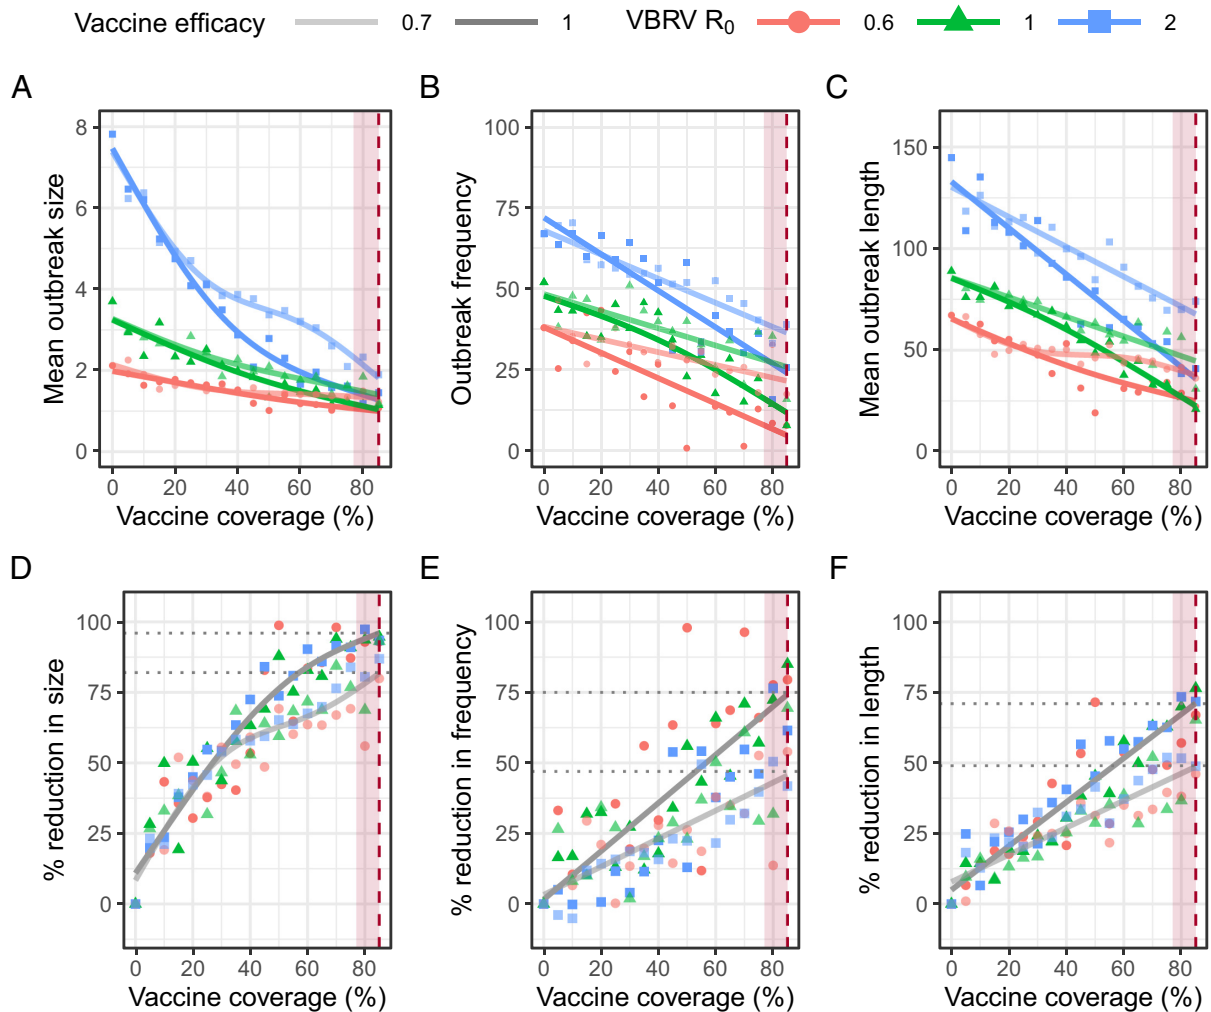 Vaccine efficacy 0.7 1 VBRV R0 0.6 1 2
A B C
Mean outbreak size
8
6
4
2
0
0 20 40 60 80
Vaccine coverage (%)
Outbreak frequency
100
75
50
25
0
0 20 40 60 80
Vaccine coverage (%)
Mean outbreak length
150
100
50
0
0 20 40 60 80
Vaccine coverage (%)
D E F
% reduction in size
100
75
50
25
0
0 20 40 60 80
Vaccine coverage (%)
% reduction in frequency
100
75
50
25
0
0 20 40 60 80
Vaccine coverage (%)
% reduction in length
100
75
50
25
0
0 20 40 60 80
Vaccine coverage (%)